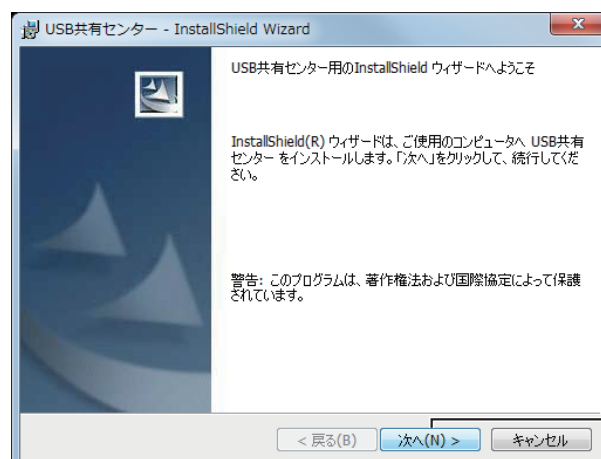 USB共有センター - InstallShield Wizard
USB共有センター用のInstallShield ウィザードへようこそ
InstallShield(R) ウィザードは、ご使用のコンピュータへ USB共有
センター をインストールします。「次へ」をクリックして、続行してくだ
さい。
警告: このプログラムは、著作権法および国際協定によって保護
されています。
< 戻る(B) 次へ(N) > キャンセル